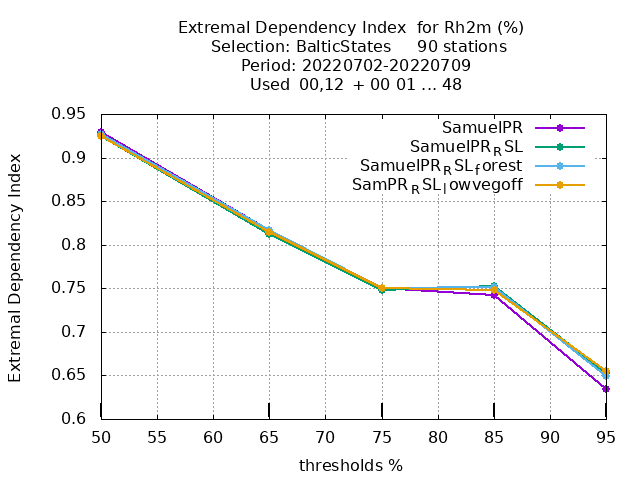 Extremal Dependency Index for Rh2m (%)
Selection: BalticStates 90 stations
Period: 20220702-20220709
Used 00,12 + 00 01 ... 48
SamuelPR
SamuelPR_RSL
SamuelPR_RSL_forest
SamPR_RSL_lowvegoff
0.95
0.9
0.85
0.8
0.75
0.7
0.65
0.6
Extremal Dependency Index
50 55 60 65 70 75 80 85 90 95
thresholds %